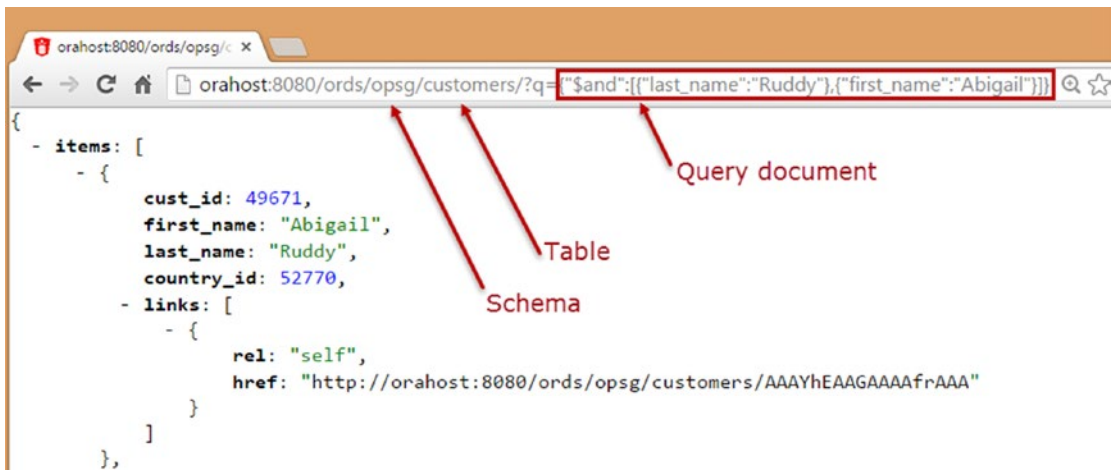 orahost:8080/ords/opsg/c
orahost:8080/ords/opsg/customers/?q={"$and":[{"last_name":"Ruddy"},{"first_name":"Abigail"}]}
{
- items: [
- {
Query document
cust_id: 49671,
first_name: "Abigail",
last_name: "Ruddy",
Table
country_id: 52770,
Schema
- links: [
- {
rel: "self",
href: "http://orahost:8080/ords/opsg/customers/AAAYhEAAGAAAAfrAAA"
}
]
},